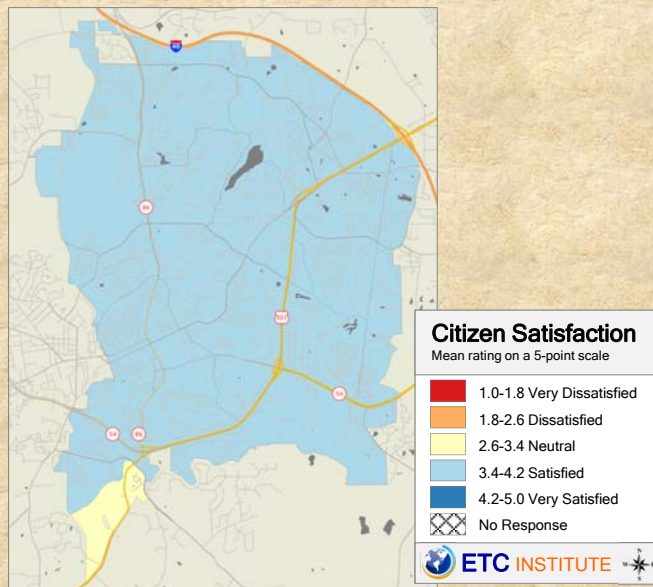 40
86
501
54
54
86
Citizen Satisfaction
Mean rating on a 5-point scale
1.0-1.8 Very Dissatisfied
1.8-2.6 Dissatisfied
2.6-3.4 Neutral
3.4-4.2 Satisfied
4.2-5.0 Very Satisfied
No Response
ETC INSTITUTE
W
E